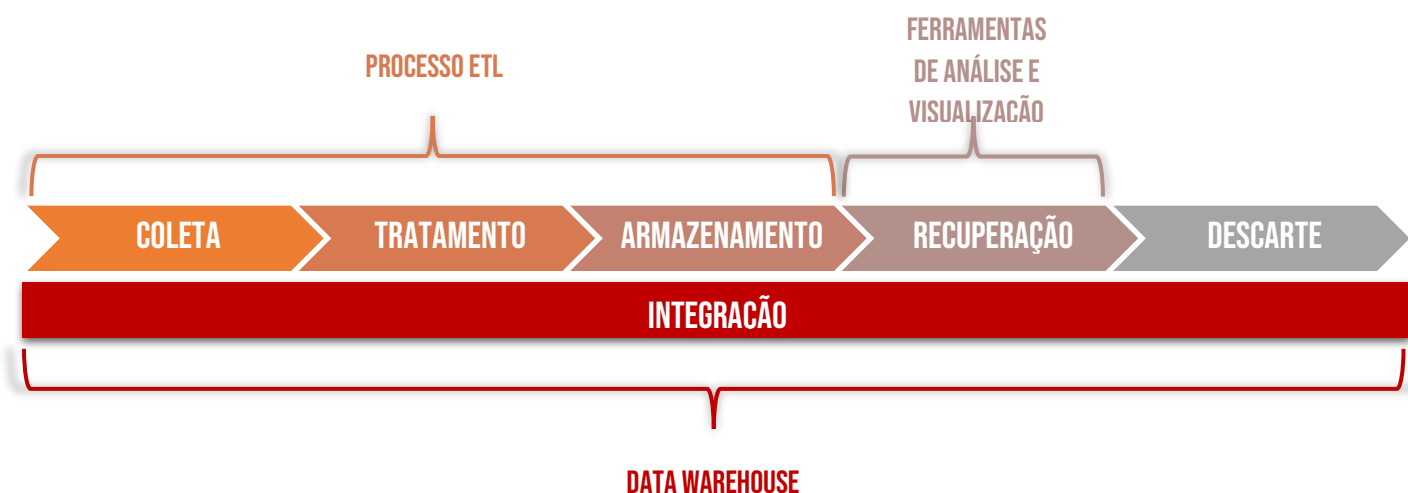 FERRAMENTAS
DE ANÁLISE E
VISUALIZAÇÃO
PROCESSO ETL
COLETA
TRATAMENTO
ARMAZENAMENTO
RECUPERAÇÃO
DESCARTE
INTEGRAÇÃO
DATA WAREHOUSE